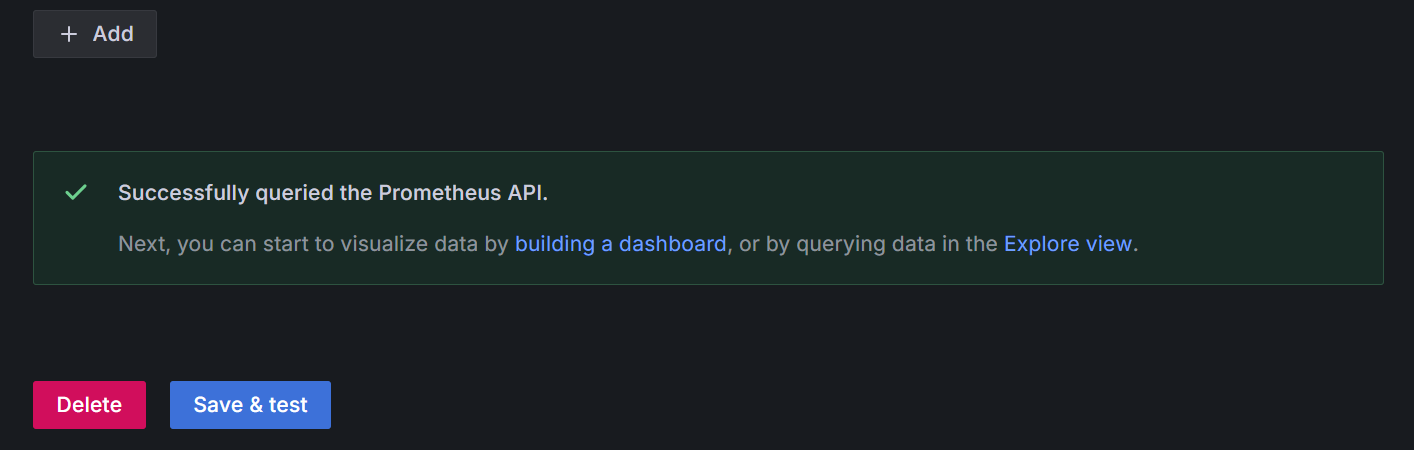 + Add
Successfully queried the Prometheus API.
Next, you can start to visualize data by building a dashboard, or by querying data in the Explore view.
Delete Save & test